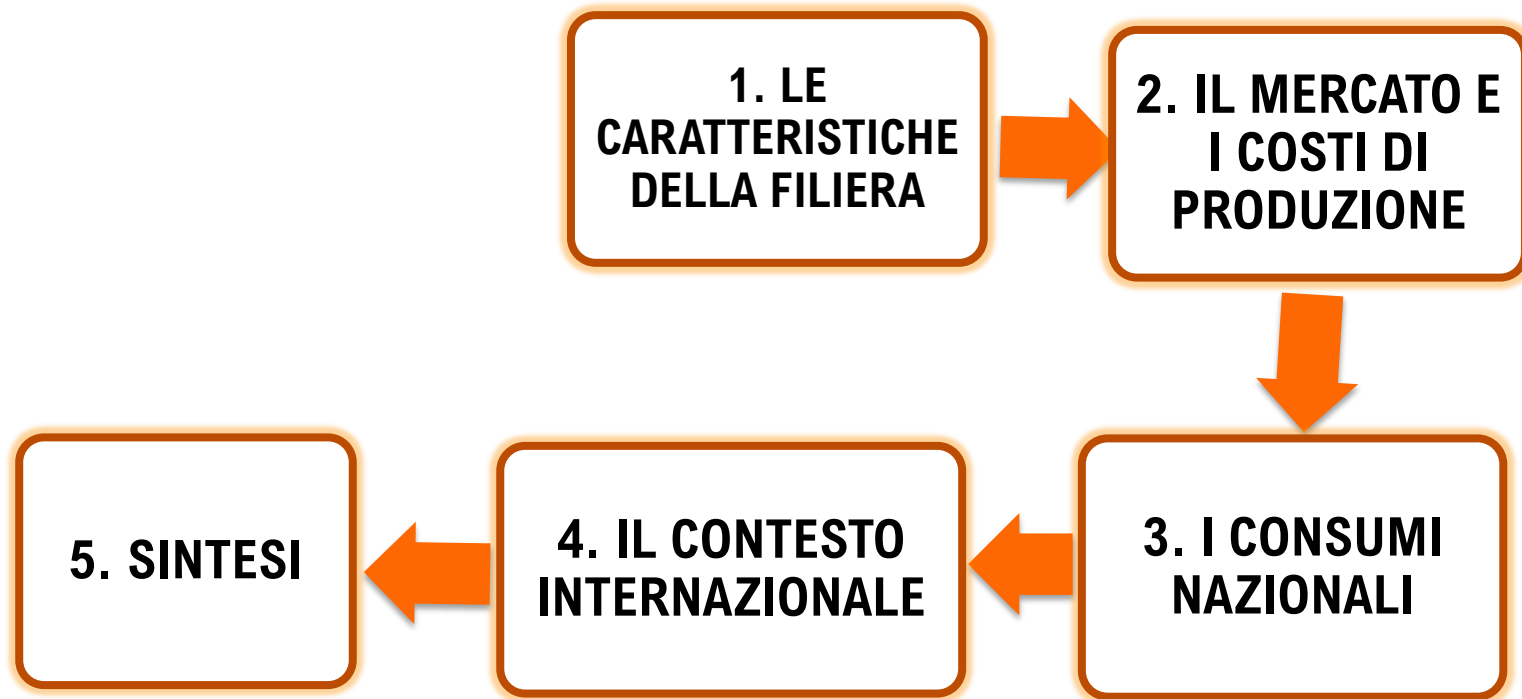 1. LE
CARATTERISTICHE
DELLA FILIERA
2. IL MERCATO E
I COSTI DI
PRODUZIONE
3. I CONSUMI
NAZIONALI
4. IL CONTESTO
INTERNAZIONALE
5. SINTESI